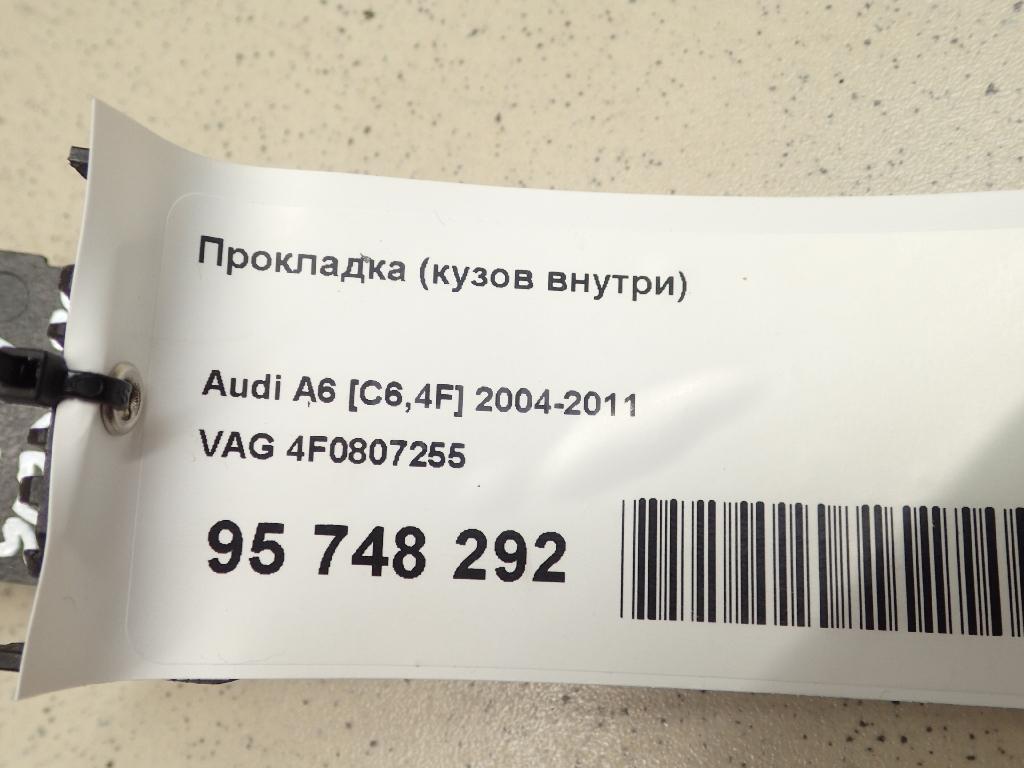 Прокладка (кузов внутри)
Audi A6 [C6,4F] 2004-2011
VAG 4F0807255
95 748 292